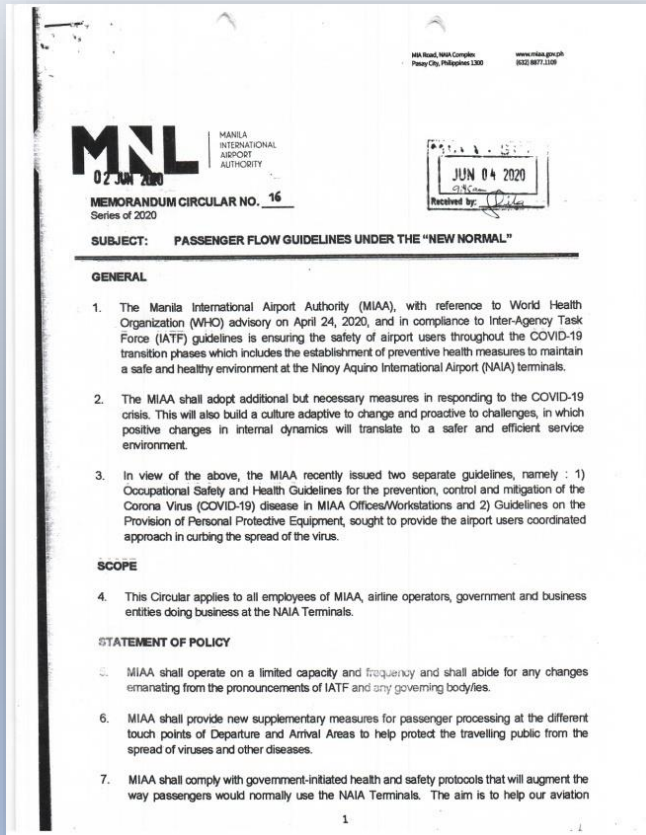 MIA Road, NAIA Complex
Pasay City, Philippines 1300
www.miaa.gov.ph
(632) 8877.1109
MNL
MANILA
INTERNATIONAL
AIRPORT
AUTHORITY
02 JUN 2020
JUN 04 2020
Received by:
MEMORANDUM CIRCULAR NO. 16
Series of 2020
SUBJECT: PASSENGER FLOW GUIDELINES UNDER THE “NEW NORMAL”
GENERAL
1. The Manila International Airport Authority (MIAA), with reference to World Health
Organization (WHO) advisory on April 24, 2020, and in compliance to Inter-Agency Task
Force (IATF) guidelines is ensuring the safety of airport users throughout the COVID-19
transition phases which includes the establishment of preventive health measures to maintain
a safe and healthy environment at the Ninoy Aquino International Airport (NAIA) terminals.
2. The MIAA shall adopt additional but necessary measures in responding to the COVID-19
crisis. This will also build a culture adaptive to change and proactive to challenges, in which
positive changes in internal dynamics will translate to a safer and efficient service
environment.
3. In view of the above, the MIAA recently issued two separate guidelines, namely : 1)
Occupational Safety and Health Guidelines for the prevention, control and mitigation of the
Corona Virus (COVID-19) disease in MIAA Offices/Workstations and 2) Guidelines on the
Provision of Personal Protective Equipment, sought to provide the airport users coordinated
approach in curbing the spread of the virus.
SCOPE
4. This Circular applies to all employees of MIAA, airline operators, government and business
entities doing business at the NAIA Terminals.
STATEMENT OF POLICY
5. MIAA shall operate on a limited capacity and frequency and shall abide for any changes
emanating from the pronouncements of IATF and any governing body/ies.
6. MIAA shall provide new supplementary measures for passenger processing at the different
touch points of Departure and Arrival Areas to help protect the travelling public from the
spread of viruses and other diseases.
7. MIAA shall comply with government-initiated health and safety protocols that will augment the
way passengers would normally use the NAIA Terminals. The aim is to help our aviation
1